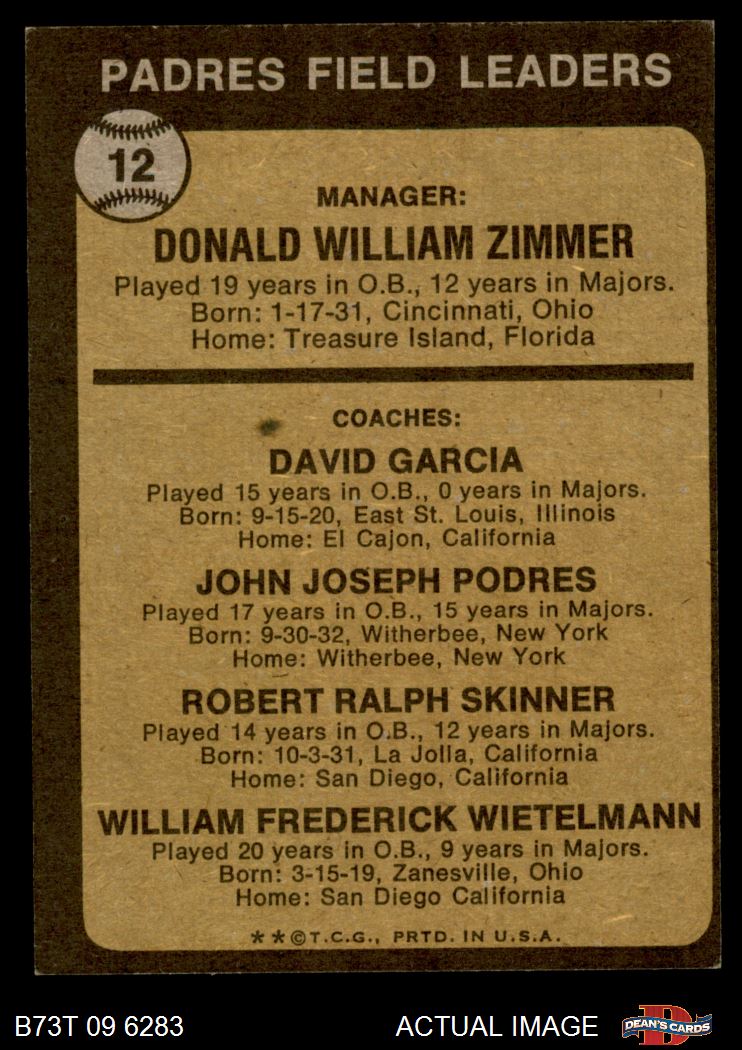 PADRES FIELD LEADERS
12
MANAGER:
DONALD WILLIAM ZIMMER
Played 19 years in O.B., 12 years in Majors.
Born: 1-17-31, Cincinnati, Ohio
Home: Treasure Island, Florida
COACHES:
DAVID GARCIA
Played 15 years in O.B., 0 years in Majors.
Born: 9-15-20, East St. Louis, Illinois
Home: El Cajon, California
JOHN JOSEPH PODRES
Played 17 years in O.B., 15 years in Majors.
Born: 9-30-32, Witherbee, New York
Home: Witherbee, New York
ROBERT RALPH SKINNER
Played 14 years in O.B., 12 years in Majors.
Born: 10-3-31, La Jolla, California
Home: San Diego, California
WILLIAM FREDERICK WIETELMANN
Played 20 years in O.B., 9 years in Majors.
Born: 3-15-19, Zanesville, Ohio
Home: San Diego California
**©T.C.G., PRTD. IN U.S.A.
B73T 09 6283 ACTUAL IMAGE D DEAN'S CARDS